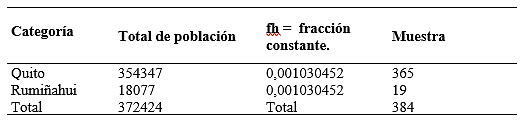 Categoría Total de población fh = fracción constante. Muestra
Quito 354347 0,001030452 365
Rumiñahui 18077 0,001030452 19
Total 372424 Total 384